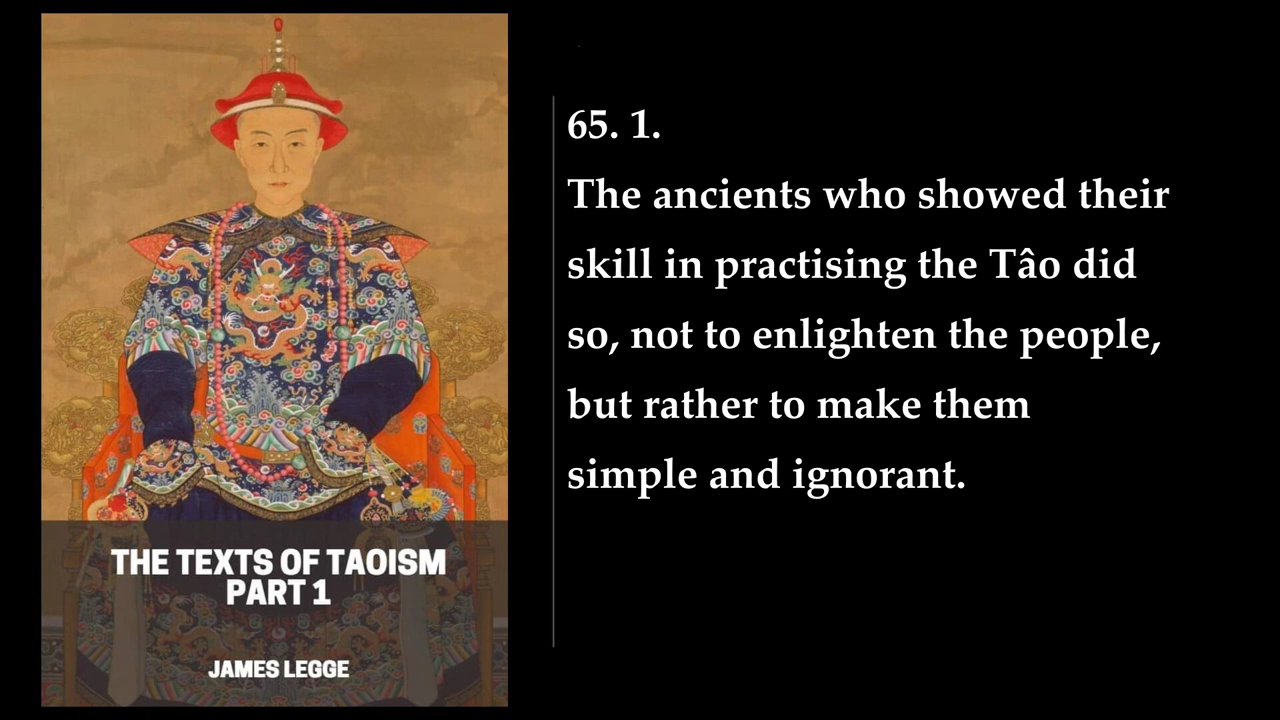 THE TEXTS OF TAOISM
PART 1
JAMES LEGGE
65. 1.
The ancients who showed their
skill in practising the Tâo did
so, not to enlighten the people,
but rather to make them
simple and ignorant.